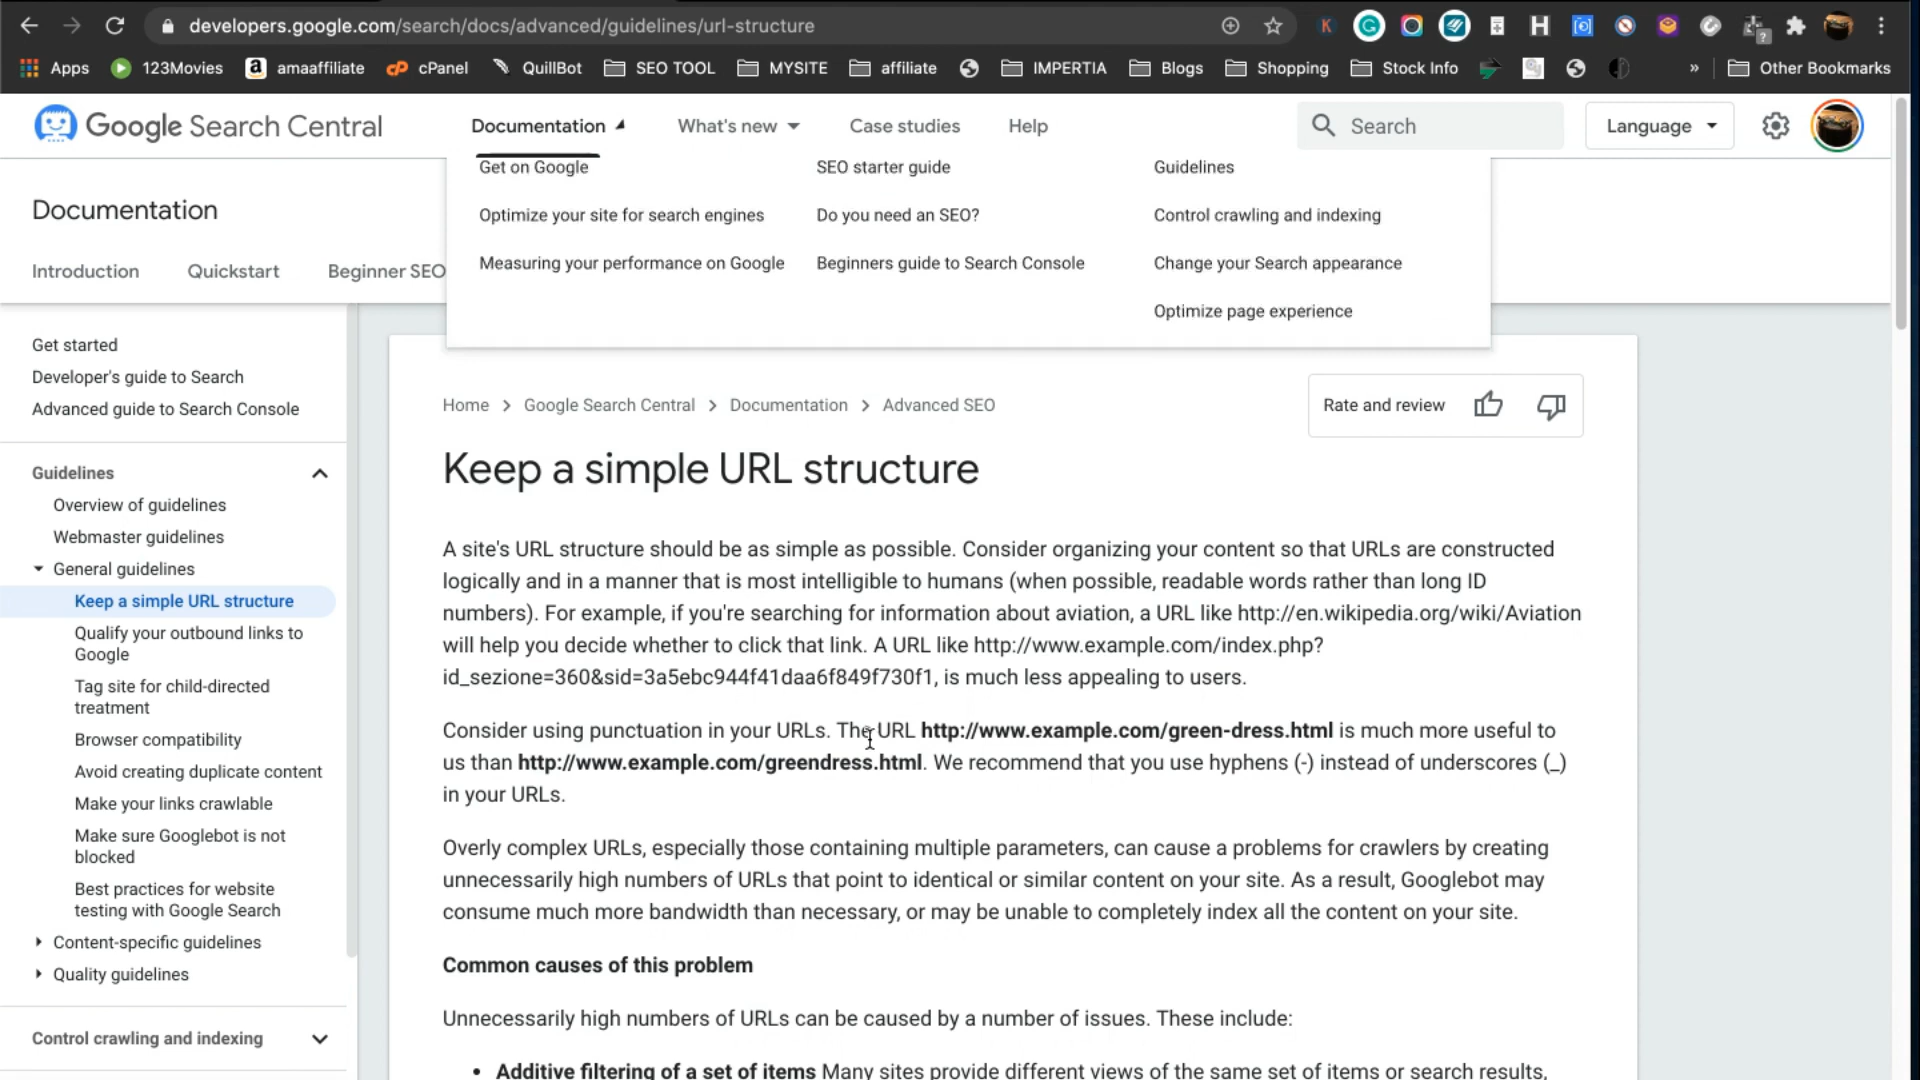 developers.google.com/search/docs/advanced/guidelines/url-structure
Apps 123Movies amaaffiliate cPanel QuillBot SEO TOOL MYSITE affiliate IMPERTIA Blogs Shopping Stock Info » Other Bookmarks
Google Search Central Documentation What's new Case studies Help Search Language
Get on Google SEO starter guide Guidelines
Optimize your site for search engines Do you need an SEO? Control crawling and indexing
Measuring your performance on Google Beginners guide to Search Console Change your Search appearance
Optimize page experience
Documentation
Introduction Quickstart Beginner SEO
Get started
Developer's guide to Search
Advanced guide to Search Console
Guidelines
Overview of guidelines
Webmaster guidelines
General guidelines
Keep a simple URL structure
Qualify your outbound links to
Google
Tag site for child-directed
treatment
Browser compatibility
Avoid creating duplicate content
Make your links crawlable
Make sure Googlebot is not
blocked
Best practices for website
testing with Google Search
Content-specific guidelines
Quality guidelines
Control crawling and indexing
Home > Google Search Central > Documentation > Advanced SEO
Rate and review
Keep a simple URL structure
A site's URL structure should be as simple as possible. Consider organizing your content so that URLs are constructed
logically and in a manner that is most intelligible to humans (when possible, readable words rather than long ID
numbers). For example, if you're searching for information about aviation, a URL like http://en.wikipedia.org/wiki/Aviation
will help you decide whether to click that link. A URL like http://www.example.com/index.php?
id_sezione=360&sid=3a5ebc944f41daa6f849f730f1, is much less appealing to users.
Consider using punctuation in your URLs. The URL http://www.example.com/green-dress.html is much more useful to
us than http://www.example.com/greendress.html. We recommend that you use hyphens (-) instead of underscores (_)
in your URLs.
Overly complex URLs, especially those containing multiple parameters, can cause a problems for crawlers by creating
unnecessarily high numbers of URLs that point to identical or similar content on your site. As a result, Googlebot may
consume much more bandwidth than necessary, or may be unable to completely index all the content on your site.
Common causes of this problem
Unnecessarily high numbers of URLs can be caused by a number of issues. These include:
• Additive filtering of a set of items Many sites provide different views of the same set of items or search results,